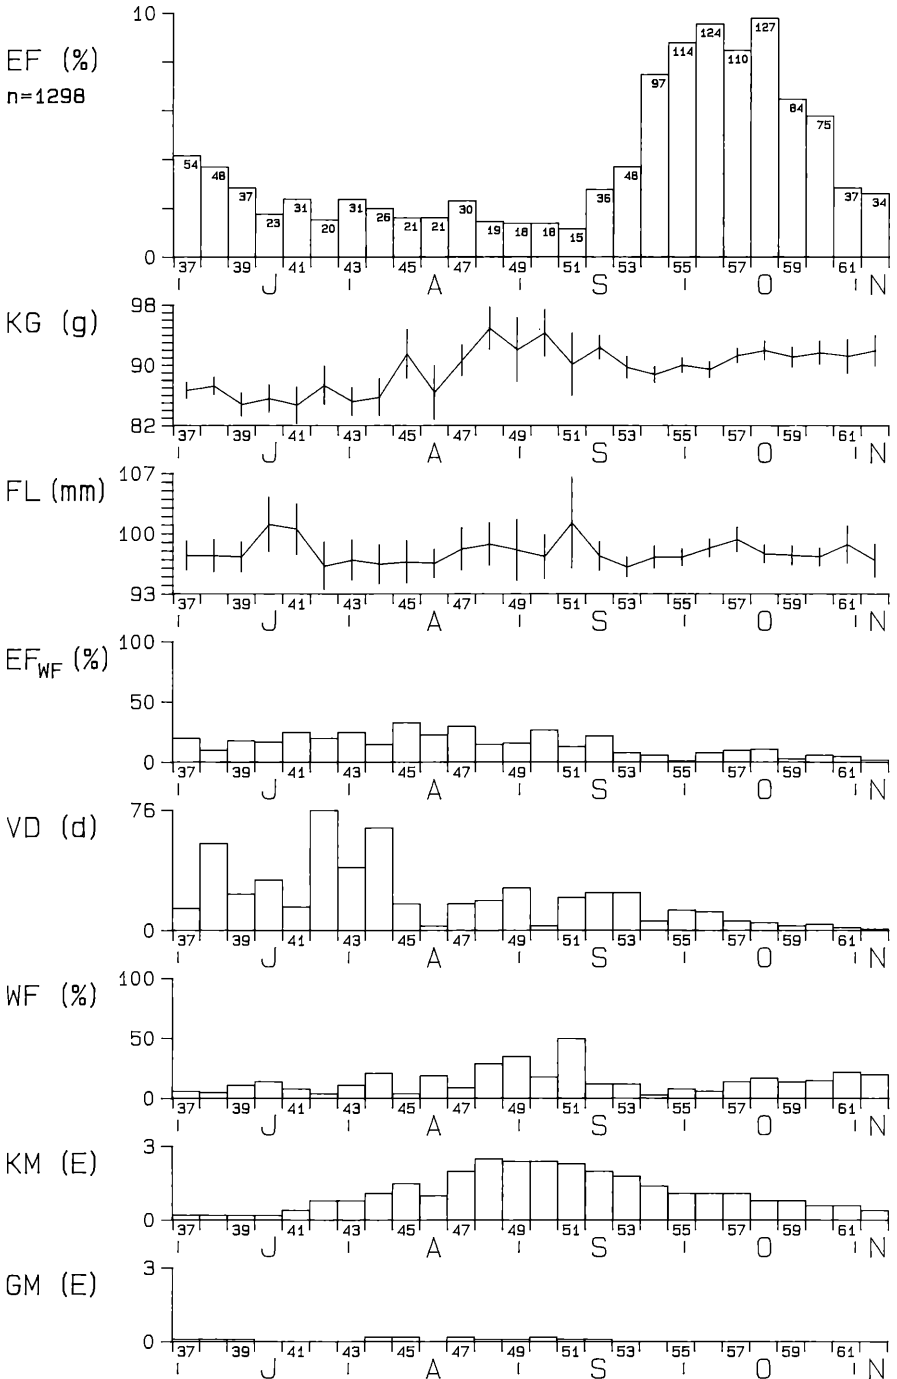 10
EF (%)
n=1298
54 48 37 23 31 20 31 26 21 21 30 19 18 18 15 36 48 97 114 124 110 127 84 75 37 34
0
37 39 41 43 45 47 49 51 53 55 57 59 61
J A S O N
98
KG (g)
90
82
37 39 41 43 45 47 49 51 53 55 57 59 61
J A S O N
107
FL (mm)
100
93
37 39 41 43 45 47 49 51 53 55 57 59 61
J A S O N
100
EFWF (%)
50
0
37 39 41 43 45 47 49 51 53 55 57 59 61
J A S O N
76
VD (d)
0
37 39 41 43 45 47 49 51 53 55 57 59 61
J A S O N
100
WF (%)
50
0
37 39 41 43 45 47 49 51 53 55 57 59 61
J A S O N
3
KM (E)
0
37 39 41 43 45 47 49 51 53 55 57 59 61
J A S O N
3
GM (E)
0
37 39 41 43 45 47 49 51 53 55 57 59 61
J A S O N